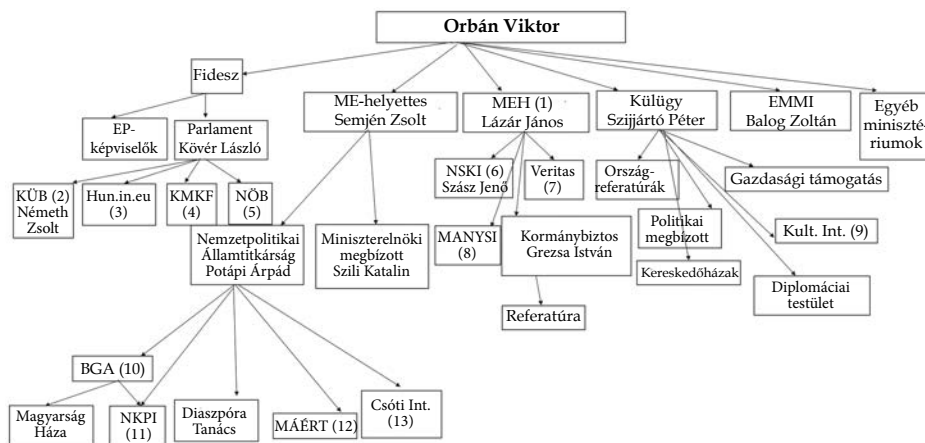 Orbán Viktor
Fidesz
ME-helyettes
Semjén Zsolt
MEH (1)
Lázár János
Külügy
Szijjártó Péter
EMMI
Balog Zoltán
Egyéb
minisztériumok
EP-
képviselők
Parlament
Kövér László
KÜB (2)
Németh
Zsolt
Hun.in.eu
(3)
KMKF
(4)
NÖB
(5)
NSKI (6)
Szász Jenő
Veritas
(7)
Ország-
referatúrák
Gazdasági támogatás
Nemzetpolitikai
Államtitkárság
Potápi Árpád
Miniszterelnöki
megbízott
Szili Katalin
MANYSI
(8)
Kormánybiztos
Grezsa István
Politikai
megbízott
Kult. Int. (9)
Kereskedőházak
Diplomáciai
testület
Referatúra
BGA (10)
Magyarság
Háza
NKPI
(11)
Diaszpóra
Tanács
MÁÉRT (12)
Csóti Int.
(13)